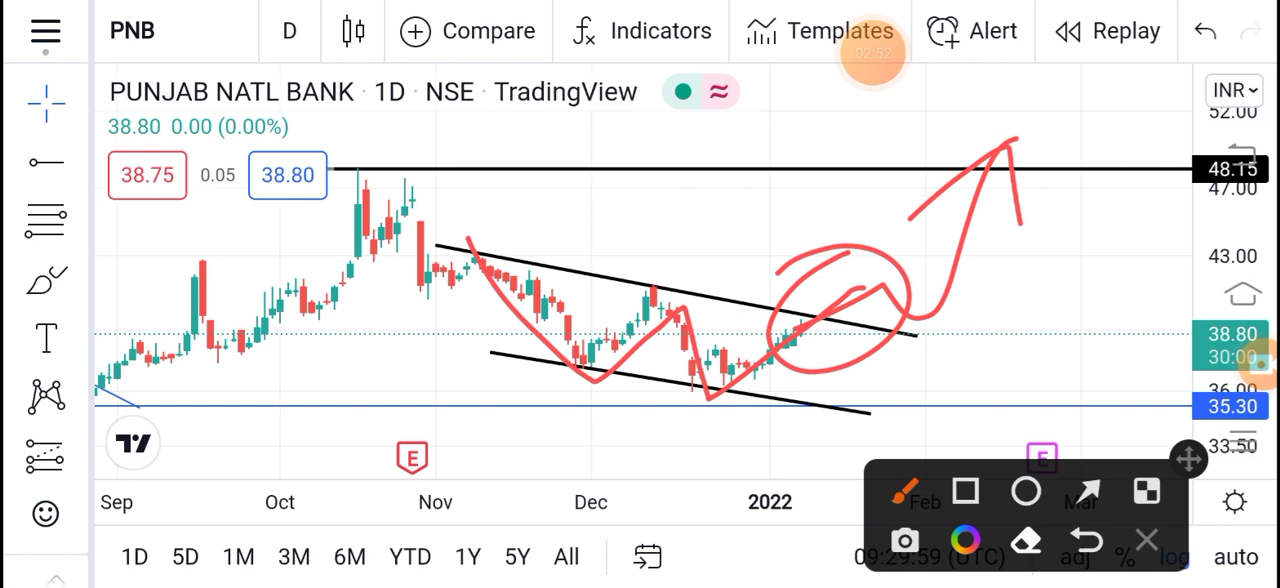 PNB D Compare Indicators Templates Alert Replay
02:52
PUNJAB NATL BANK · 1D · NSE · TradingView
INR
52.00
38.80 0.00 (0.00%)
38.75 0.05 38.80
48.15
47.00
43.00
38.80
30:00
36.00
35.30
33.50
E E
Sep Oct Nov Dec 2022 Feb Mar
1D 5D 1M 3M 6M YTD 1Y 5Y All 09:29:59 (UTC) adj % log auto